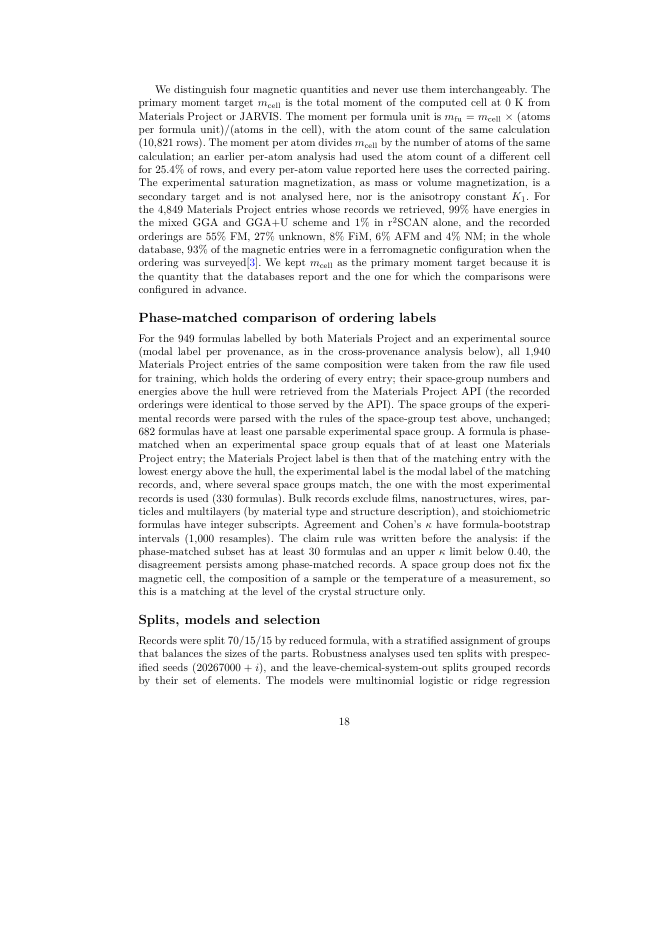 We distinguish four magnetic quantities and never use them interchangeably. The
primary moment target m_cell is the total moment of the computed cell at 0 K from
Materials Project or JARVIS. The moment per formula unit is m_fu = m_cell × (atoms
per formula unit)/(atoms in the cell), with the atom count of the same calculation
(10,821 rows). The moment per atom divides m_cell by the number of atoms of the same
calculation; an earlier per-atom analysis had used the atom count of a different cell
for 25.4% of rows, and every per-atom value reported here uses the corrected pairing.
The experimental saturation magnetization, as mass or volume magnetization, is a
secondary target and is not analysed here, nor is the anisotropy constant K₁. For
the 4,849 Materials Project entries whose records we retrieved, 99% have energies in
the mixed GGA and GGA+U scheme and 1% in r²SCAN alone, and the recorded
orderings are 55% FM, 27% unknown, 8% FiM, 6% AFM and 4% NM; in the whole
database, 93% of the magnetic entries were in a ferromagnetic configuration when the
ordering was surveyed[3]. We kept m_cell as the primary moment target because it is
the quantity that the databases report and the one for which the comparisons were
configured in advance.
Phase-matched comparison of ordering labels
For the 949 formulas labelled by both Materials Project and an experimental source
(modal label per provenance, as in the cross-provenance analysis below), all 1,940
Materials Project entries of the same composition were taken from the raw file used
for training, which holds the ordering of every entry; their space-group numbers and
energies above the hull were retrieved from the Materials Project API (the recorded
orderings were identical to those served by the API). The space groups of the experi-
mental records were parsed with the rules of the space-group test above, unchanged;
682 formulas have at least one parsable experimental space group. A formula is phase-
matched when an experimental space group equals that of at least one Materials
Project entry; the Materials Project label is then that of the matching entry with the
lowest energy above the hull, the experimental label is the modal label of the matching
records, and, where several space groups match, the one with the most experimental
records is used (330 formulas). Bulk records exclude films, nanostructures, wires, par-
ticles and multilayers (by material type and structure description), and stoichiometric
formulas have integer subscripts. Agreement and Cohen's κ have formula-bootstrap
intervals (1,000 resamples). The claim rule was written before the analysis: if the
phase-matched subset has at least 30 formulas and an upper κ limit below 0.40, the
disagreement persists among phase-matched records. A space group does not fix the
magnetic cell, the composition of a sample or the temperature of a measurement, so
this is a matching at the level of the crystal structure only.
Splits, models and selection
Records were split 70/15/15 by reduced formula, with a stratified assignment of groups
that balances the sizes of the parts. Robustness analyses used ten splits with prespec-
ified seeds (20267000 + i), and the leave-chemical-system-out splits grouped records
by their set of elements. The models were multinomial logistic or ridge regression
18